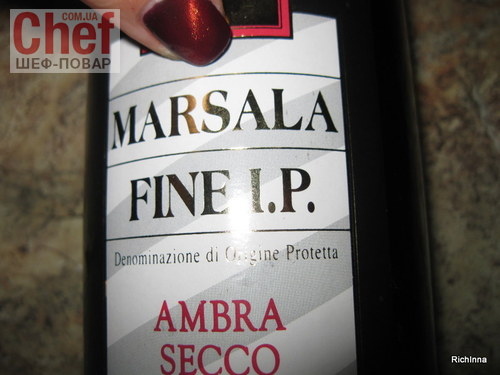 .com.ua
Chef
ШЕФ-ПОВАР
MARSALA
FINE I.P.
Denominazione di Origine Protetta
AMBRA
SECCO
RichInna